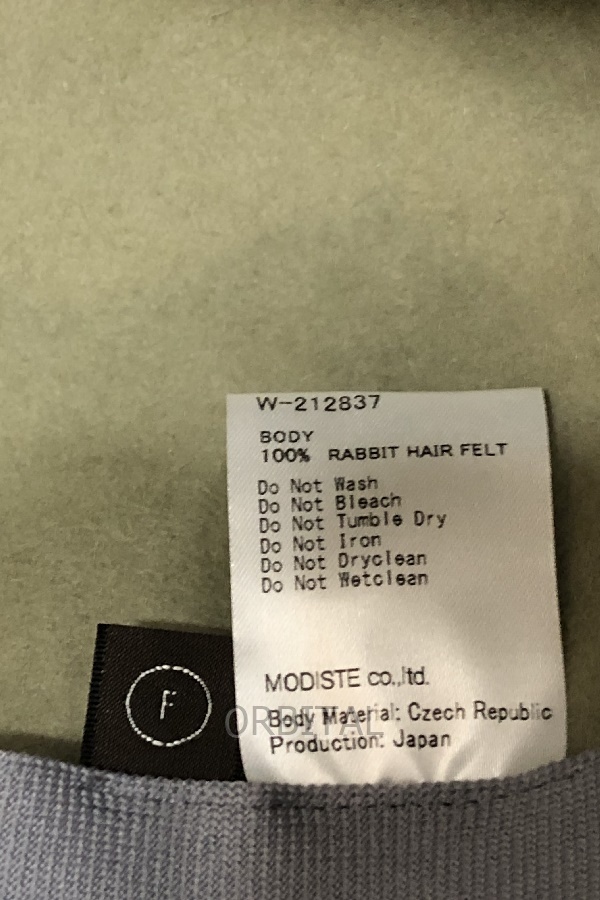 W-212837
BODY
100% RABBIT HAIR FELT
Do Not Wash
Do Not Bleach
Do Not Tumble Dry
Do Not Iron
Do Not Dryclean
Do Not Wetclean
MODISTE co.,ltd.
Body Material: Czech Republic
Production: Japan
F
ORBITAL